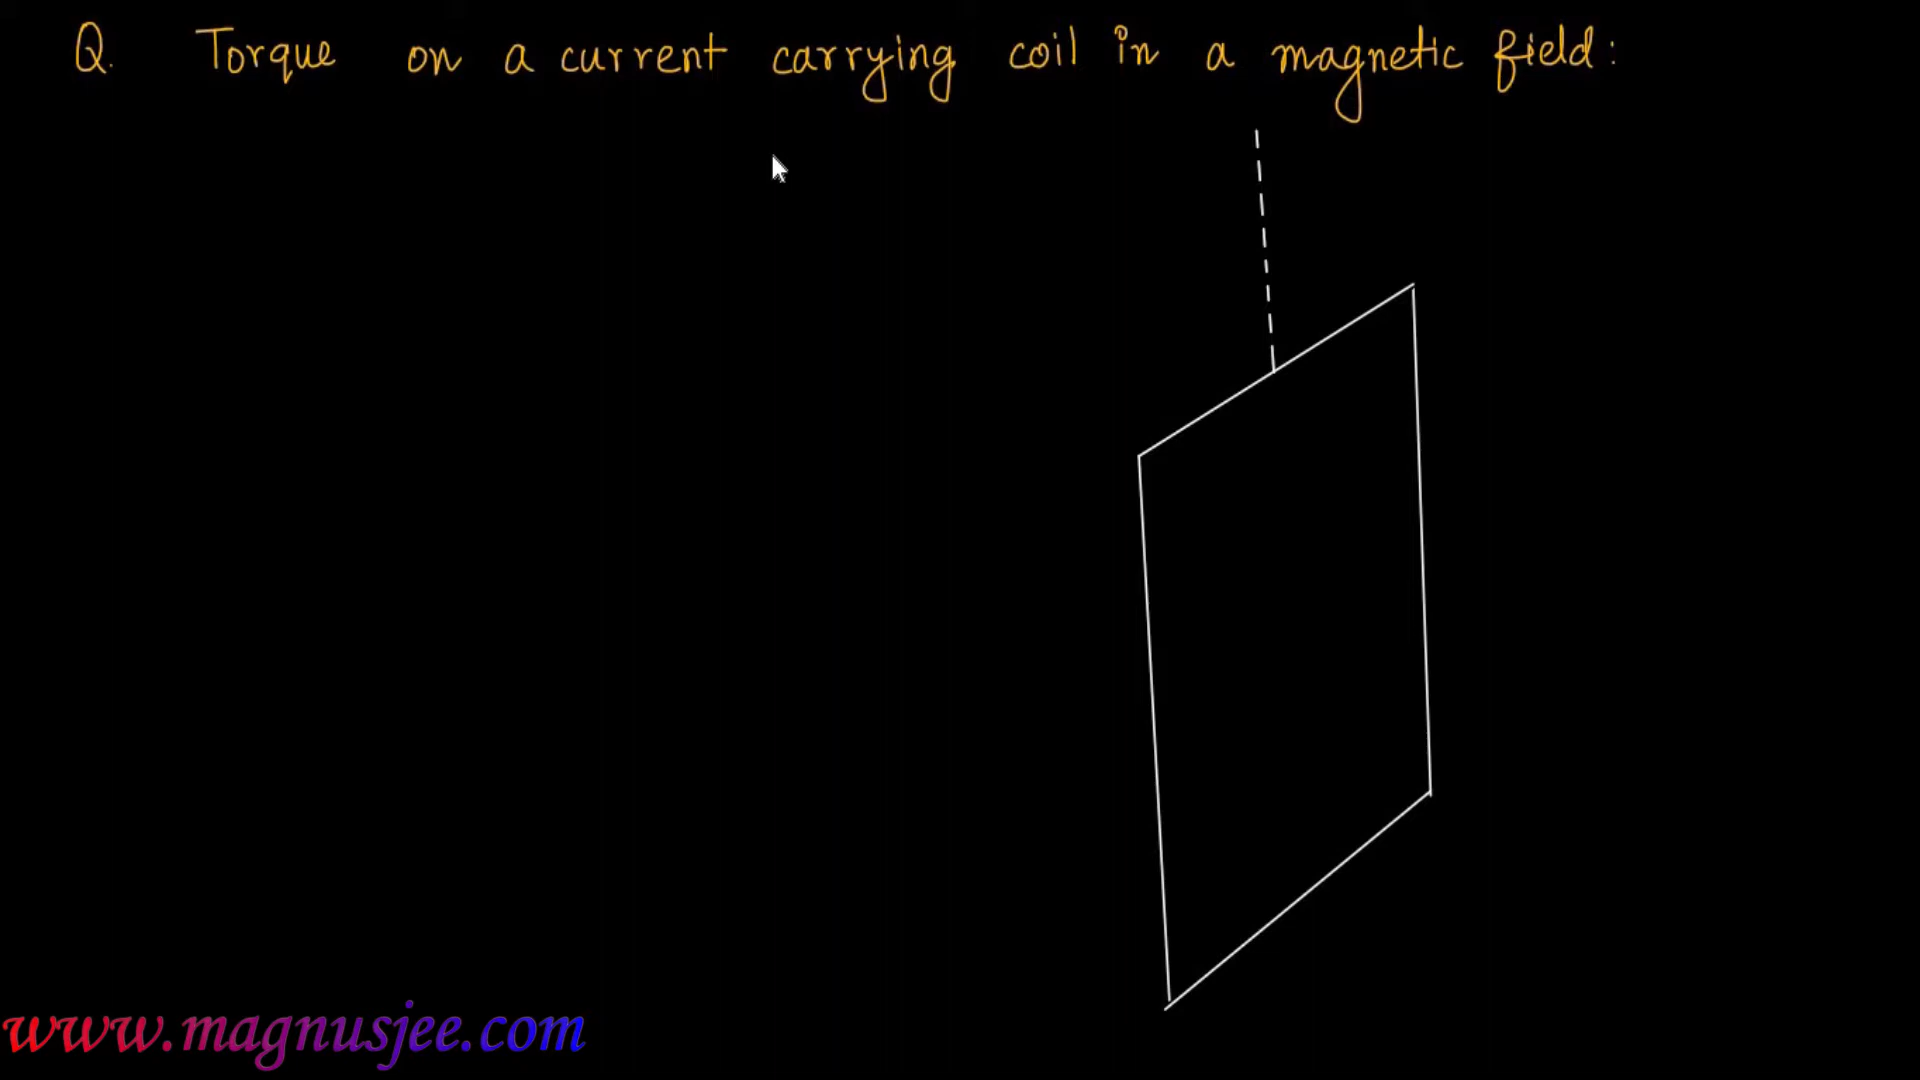 Q. Torque on a current carrying coil in a magnetic field:
www.magnusjee.com